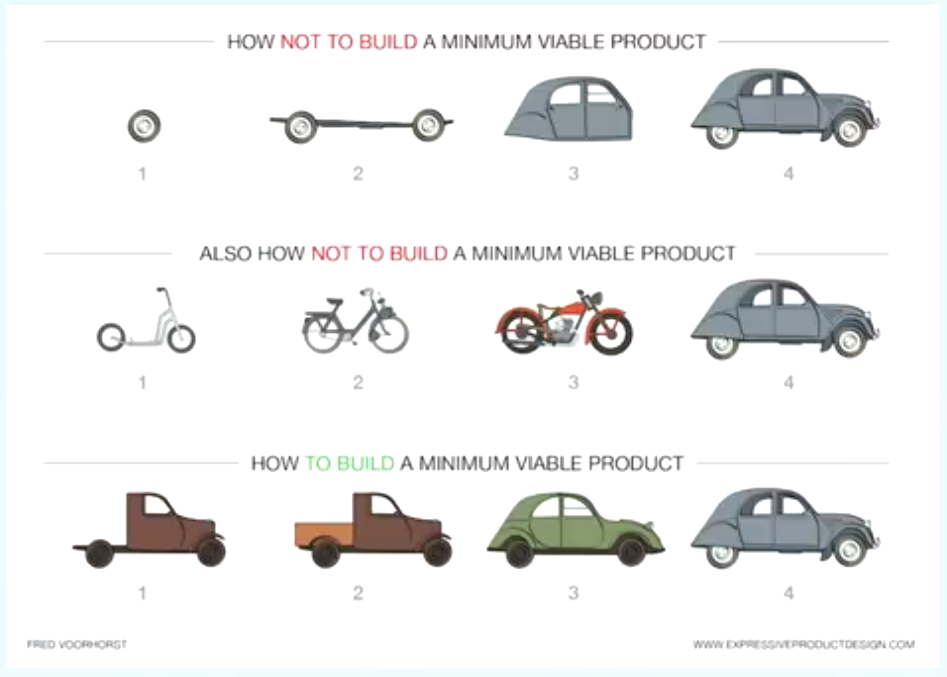 HOW NOT TO BUILD A MINIMUM VIABLE PRODUCT
1 2 3 4
ALSO HOW NOT TO BUILD A MINIMUM VIABLE PRODUCT
1 2 3 4
HOW TO BUILD A MINIMUM VIABLE PRODUCT
1 2 3 4
FRED VOORHORST WWW.EXPRESSIVEPRODUCTDESIGN.COM